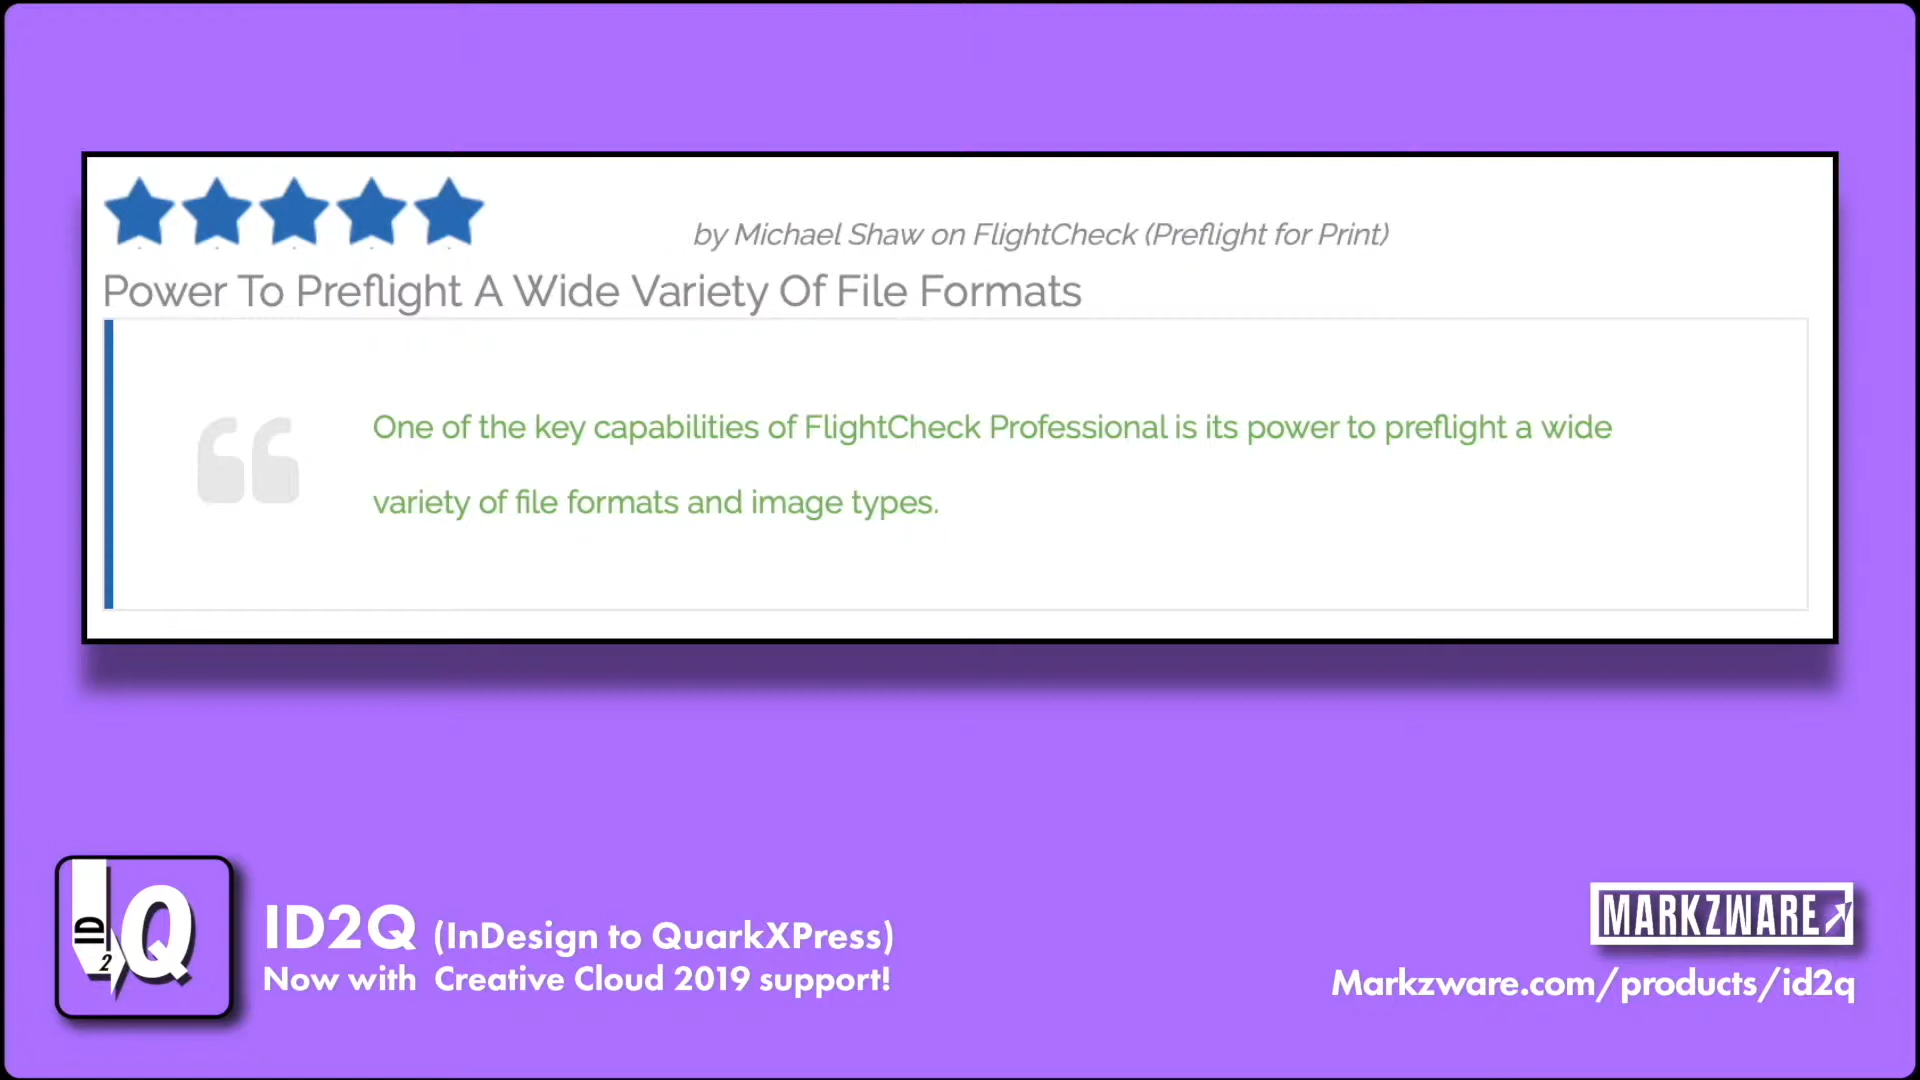 by Michael Shaw on FlightCheck (Preflight for Print)
Power To Preflight A Wide Variety Of File Formats
One of the key capabilities of FlightCheck Professional is its power to preflight a wide
variety of file formats and image types.
ID2Q
ID2Q (InDesign to QuarkXPress)
Now with Creative Cloud 2019 support!
MARKZWARE
Markzware.com/products/id2q